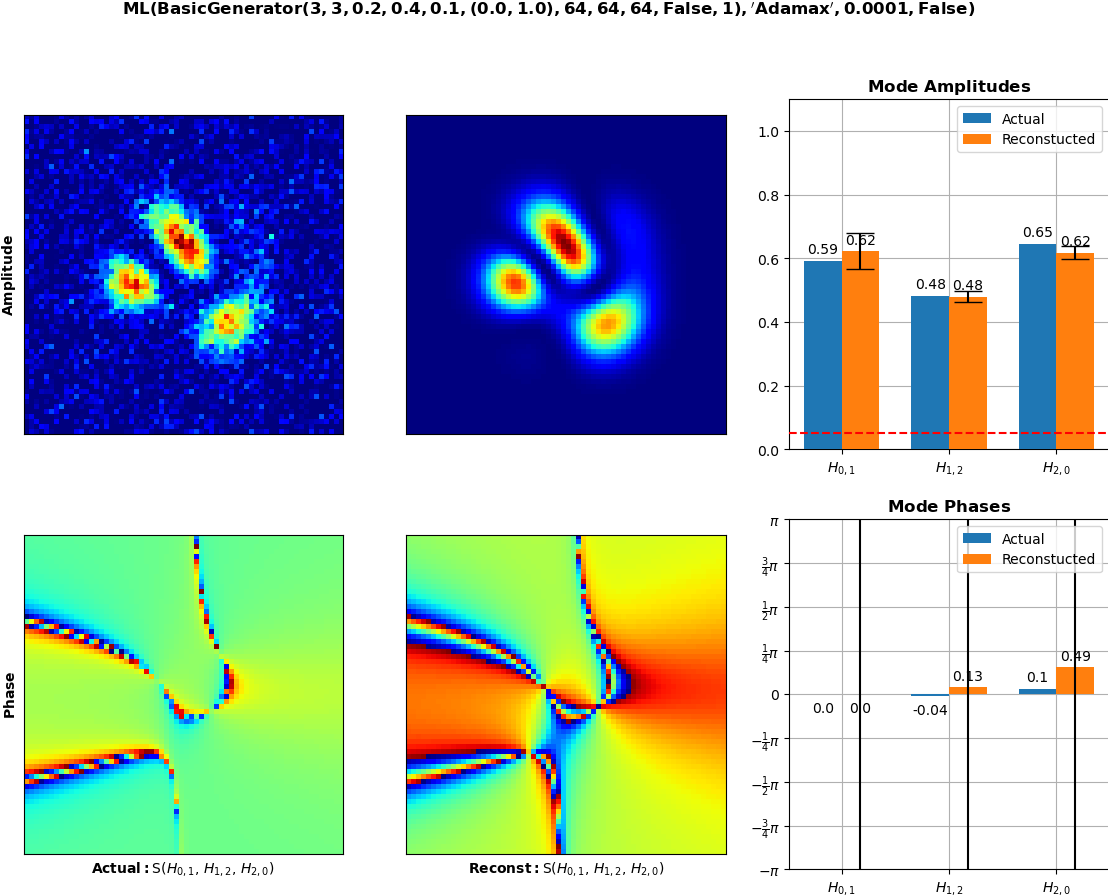 ML(BasicGenerator(3, 3, 0.2, 0.4, 0.1, (0.0, 1.0), 64, 64, 64, False, 1), ′Adamax′, 0.0001, False)
Amplitude
Mode Amplitudes
Actual
Reconstucted
1.0
0.8
0.6
0.4
0.2
0.0
0.59
0.62
0.48
0.48
0.65
0.62
H₀,₁
H₁,₂
H₂,₀
Phase
Actual: S(H₀,₁, H₁,₂, H₂,₀)
Reconst: S(H₀,₁, H₁,₂, H₂,₀)
Mode Phases
Actual
Reconstucted
π
3/4π
1/2π
1/4π
0
−1/4π
−1/2π
−3/4π
−π
0.0
0.0
-0.04
0.13
0.1
0.49
H₀,₁
H₁,₂
H₂,₀